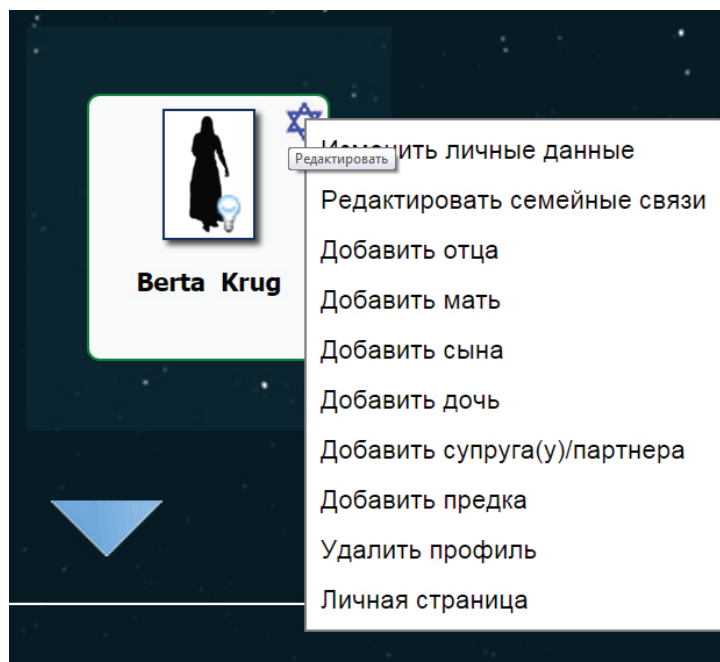 Изменить личные данные
Редактировать
Редактировать семейные связи
Добавить отца
Добавить мать
Berta Krug
Добавить сына
Добавить дочь
Добавить супруга(у)/партнера
Добавить предка
Удалить профиль
Личная страница